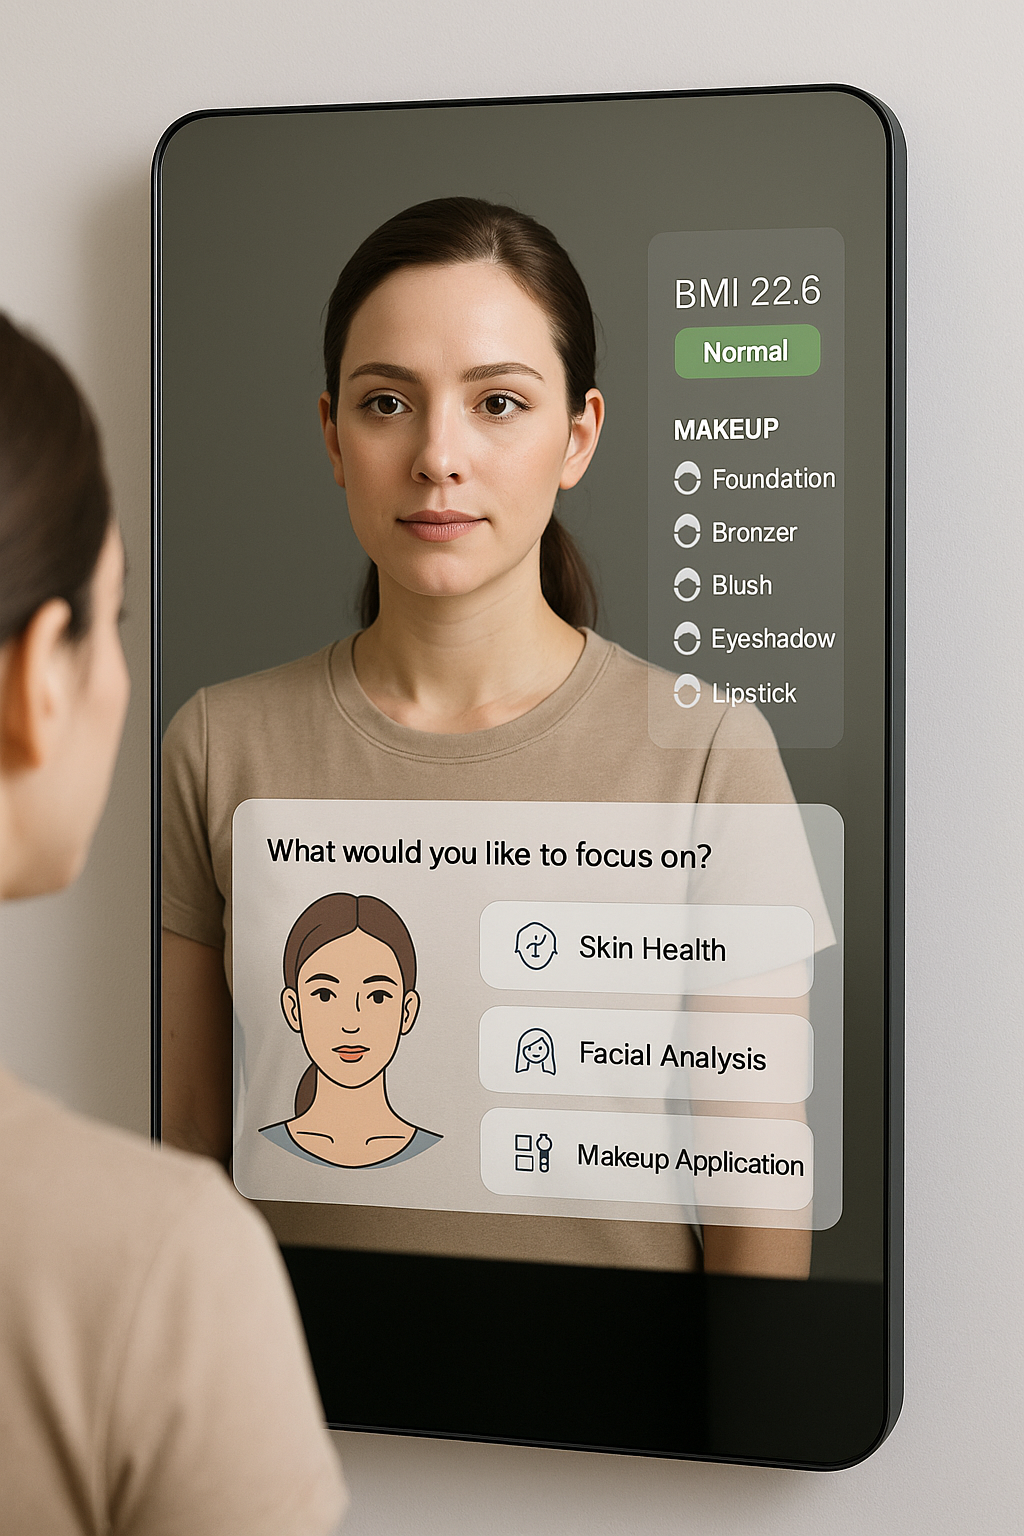 BMI 22.6
Normal
MAKEUP
Foundation
Bronzer
Blush
Eyeshadow
Lipstick
What would you like to focus on?
Skin Health
Facial Analysis
Makeup Application